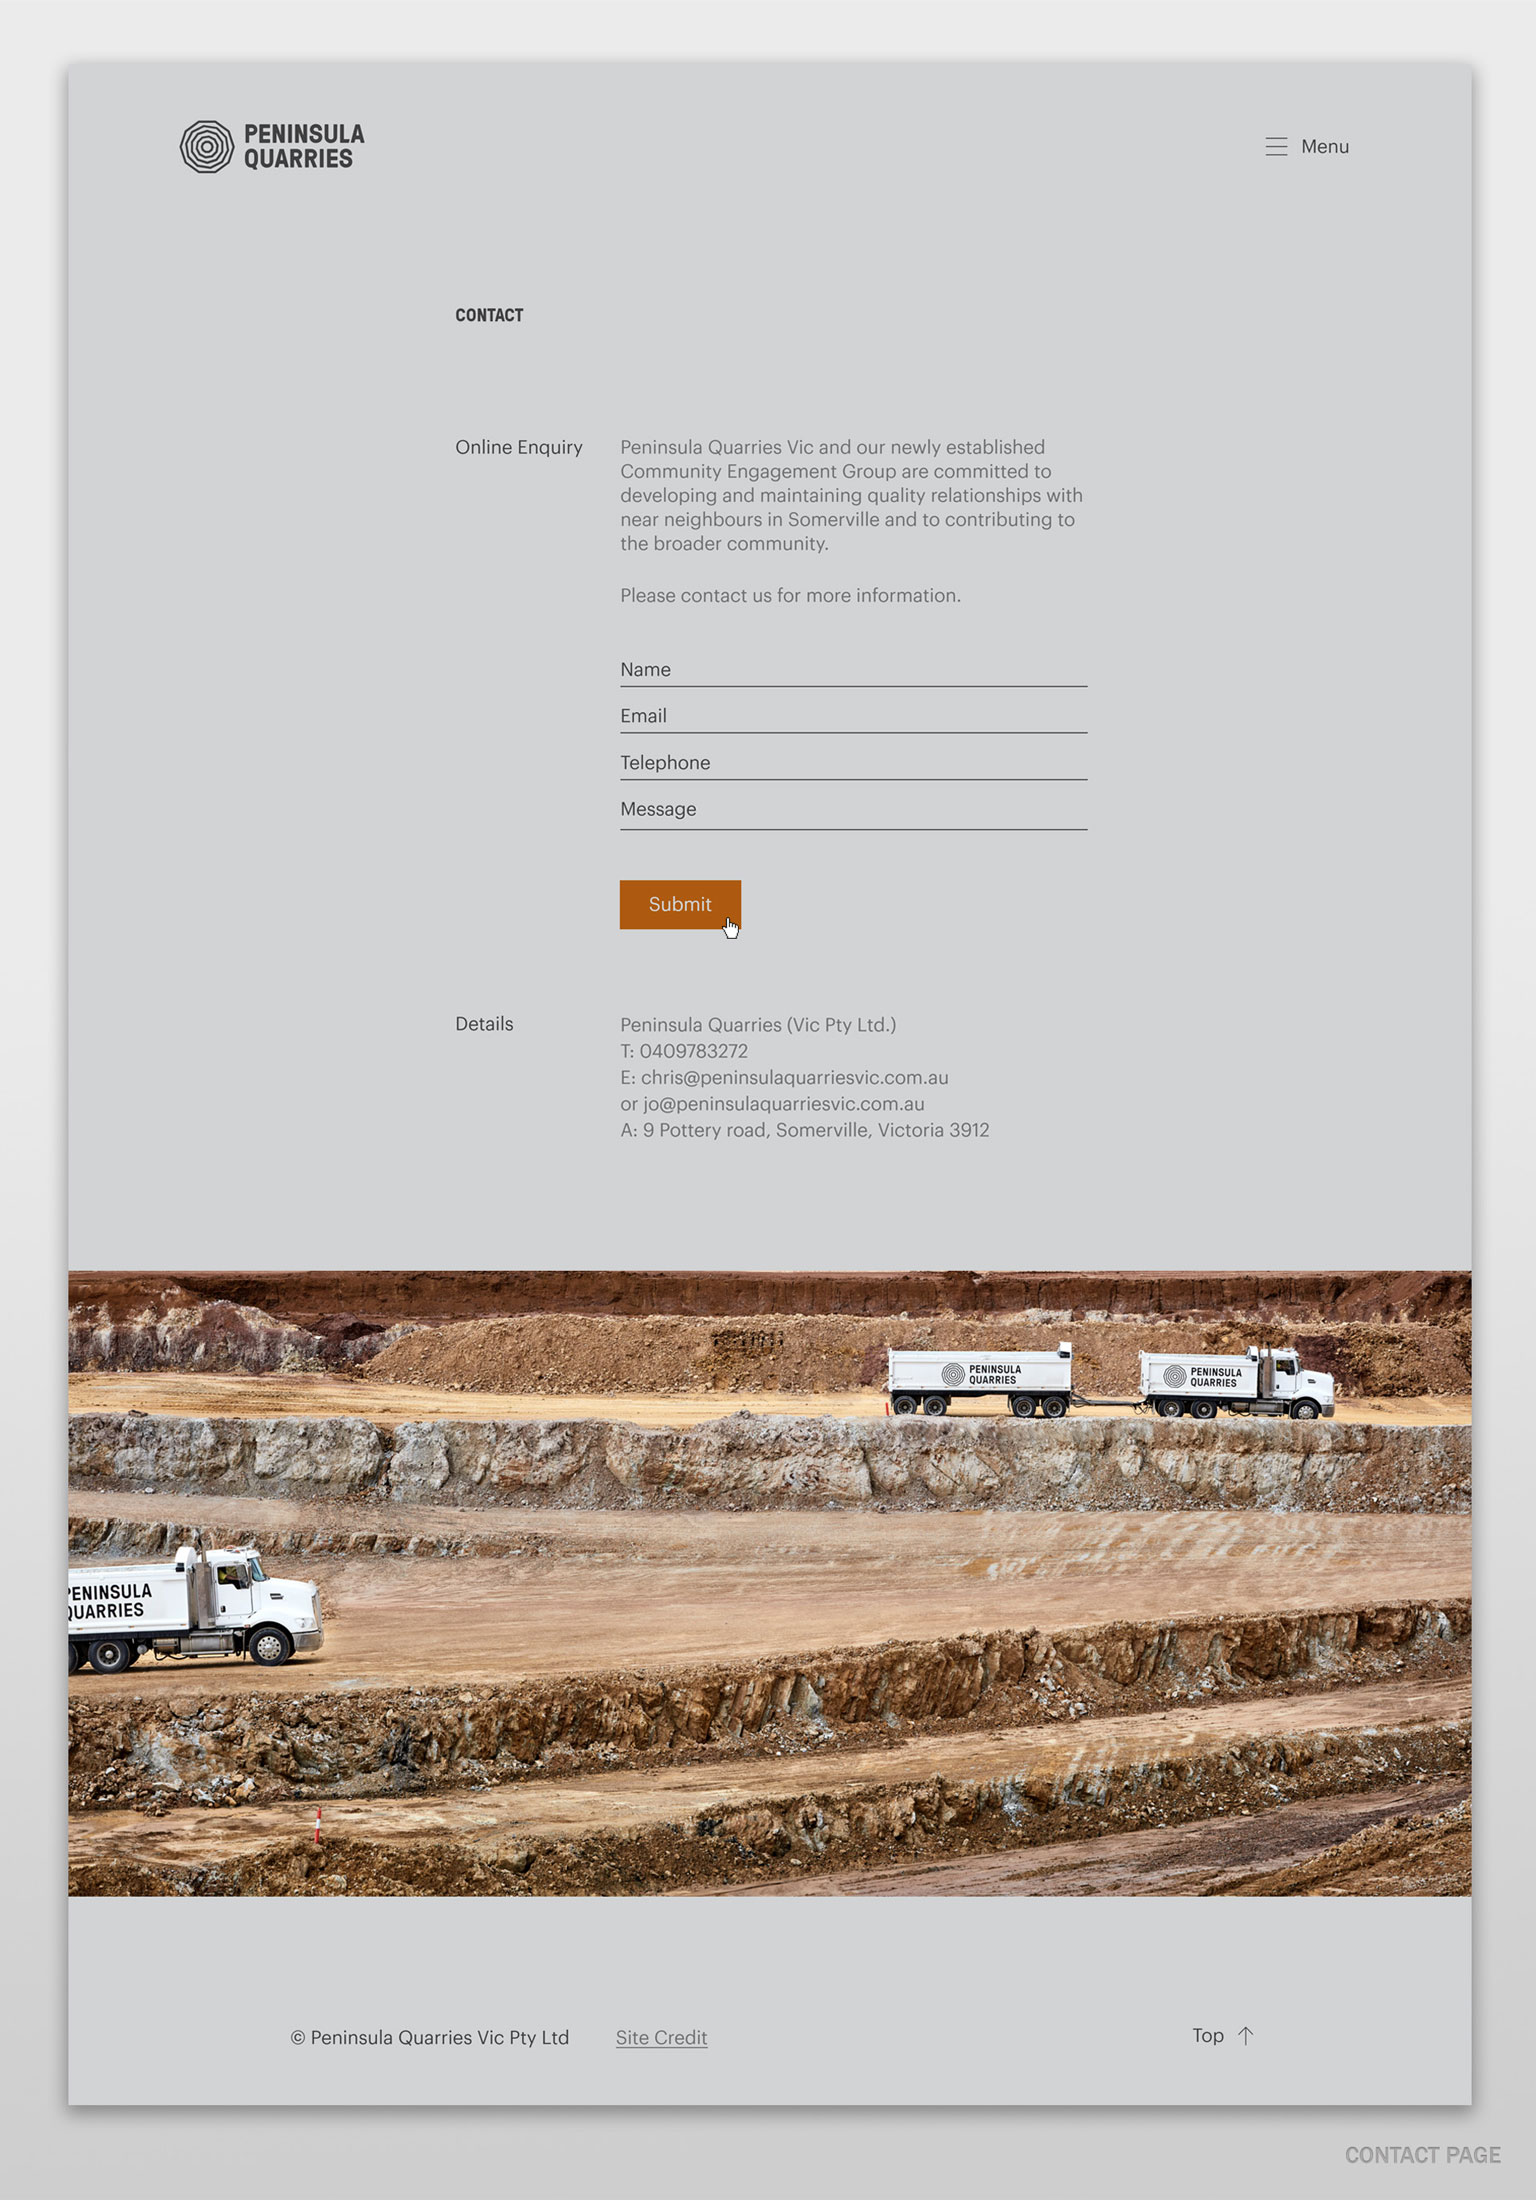 PENINSULA
QUARRIES
Menu
CONTACT
Online Enquiry
Peninsula Quarries Vic and our newly established
Community Engagement Group are committed to
developing and maintaining quality relationships with
near neighbours in Somerville and to contributing to
the broader community.
Please contact us for more information.
Name
Email
Telephone
Message
Submit
Details
Peninsula Quarries (Vic Pty Ltd.)
T: 0409783272
E: chris@peninsulaquarriesvic.com.au
or jo@peninsulaquarriesvic.com.au
A: 9 Pottery road, Somerville, Victoria 3912
PENINSULA
QUARRIES
PENINSULA
QUARRIES
PENINSULA
QUARRIES
© Peninsula Quarries Vic Pty Ltd
Site Credit
Top
CONTACT PAGE